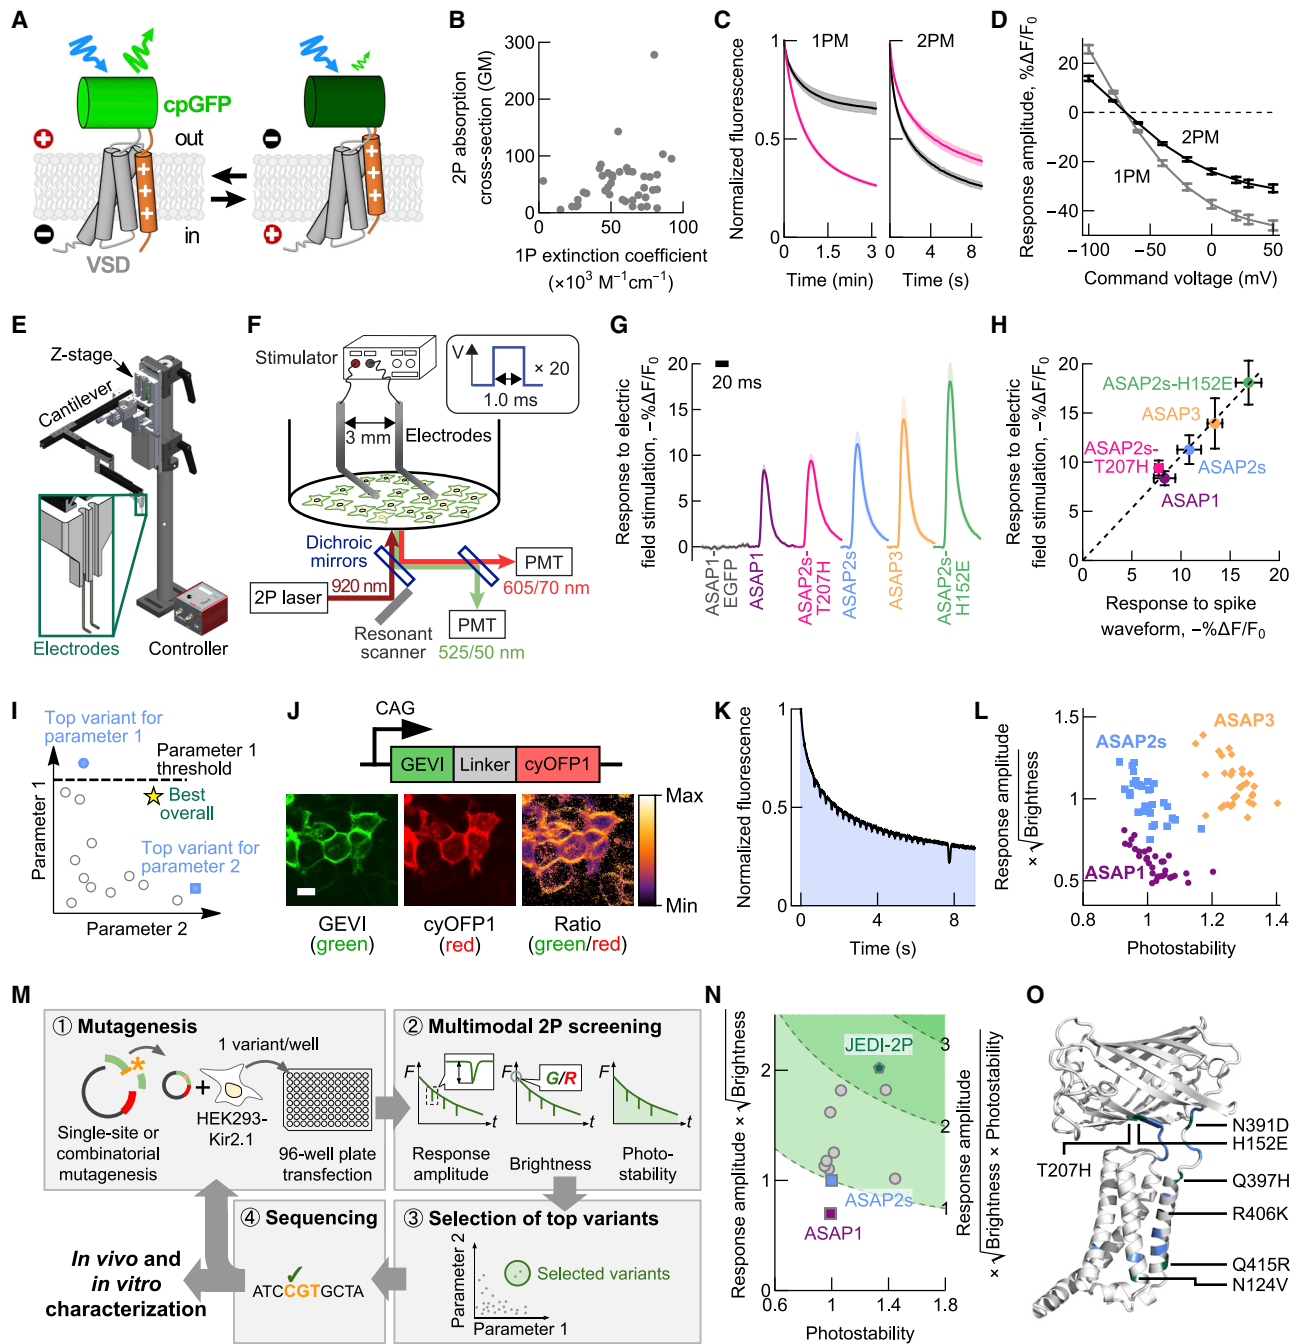 A
cpGFP
out
in
VSD
B
2P absorption
cross-section (GM)
300
200
100
0
0
50
100
1P extinction coefficient
(×10³ M⁻¹cm⁻¹)
C
Normalized fluorescence
1
0.5
1PM
2PM
0
1.5
3
0
4
8
Time (min)
Time (s)
D
Response amplitude, %ΔF/F₀
20
0
−20
−40
2PM
1PM
−100
−50
0
50
Command voltage (mV)
E
Z-stage
Cantilever
Electrodes
Controller
F
Stimulator
V
× 20
1.0 ms
3 mm
Electrodes
Dichroic
mirrors
920 nm
2P laser
PMT
605/70 nm
Resonant
scanner
PMT
525/50 nm
G
Response to electric
field stimulation, −%ΔF/F₀
20
15
10
5
0
20 ms
ASAP1-
EGFP
ASAP1
ASAP2s-
T207H
ASAP2s
ASAP3
ASAP2s-
H152E
H
Response to electric
field stimulation, −%ΔF/F₀
20
15
10
5
0
ASAP2s-H152E
ASAP3
ASAP2s-
T207H
ASAP2s
ASAP1
0
5
10
15
20
Response to spike
waveform, −%ΔF/F₀
I
Top variant for
parameter 1
Parameter 1
threshold
Best
overall
Top variant for
parameter 2
Parameter 1
Parameter 2
J
CAG
GEVI
Linker
cyOFP1
Max
Min
GEVI
(green)
cyOFP1
(red)
Ratio
(green/red)
K
Normalized fluorescence
1
0.5
0
0
4
8
Time (s)
L
Response amplitude
× √Brightness
1.5
1
0.5
ASAP3
ASAP2s
ASAP1
0.8
1
1.2
1.4
Photostability
M
① Mutagenesis
1 variant/well
HEK293-
Kir2.1
Single-site or
combinatorial
mutagenesis
96-well plate
transfection
② Multimodal 2P screening
F
t
Response
amplitude
F
G/R
t
Brightness
F
t
Photo-
stability
④ Sequencing
ATCCGTGCTA
③ Selection of top variants
Parameter 2
Selected variants
Parameter 1
In vivo and
in vitro
characterization
N
Response amplitude × √Brightness
2
1
0
JEDI-2P
ASAP2s
ASAP1
3
2
1
0.6
1
1.4
1.8
Photostability
Response amplitude
× √Brightness × Photostability
O
N391D
H152E
T207H
Q397H
R406K
Q415R
N124V